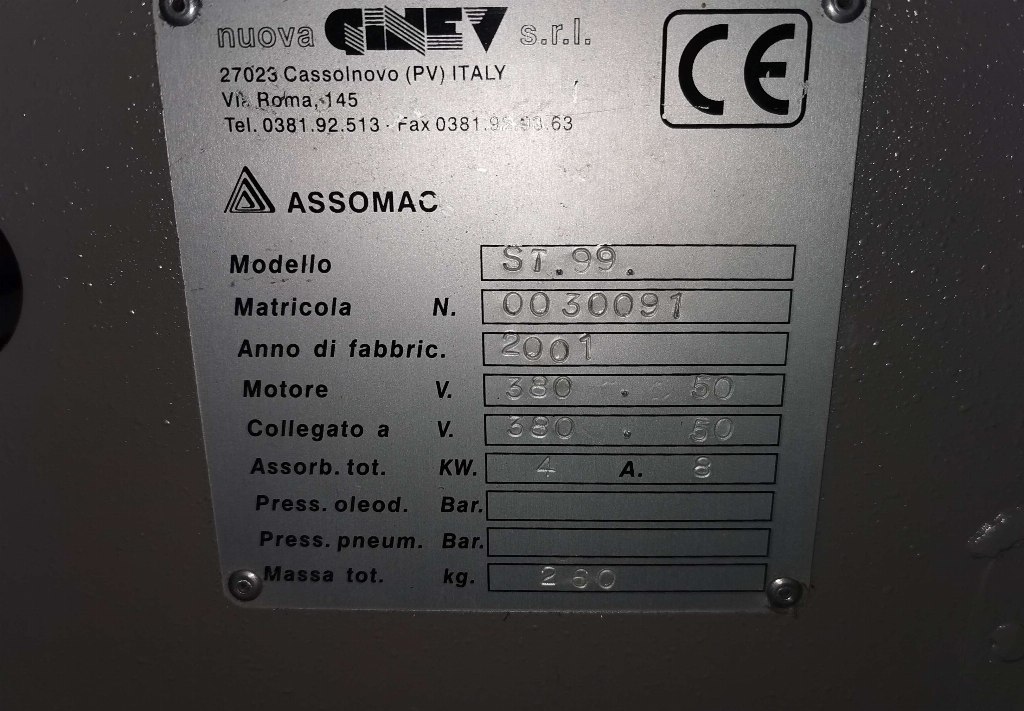 nuova GINEV s.r.l.
CE
27023 Cassolnovo (PV) ITALY
Via Roma, 145
Tel. 0381.92.513 - Fax
ASSOMAC
Modello ST.99.
Matricola N. 0030091
Anno di fabbric. 2001
Motore V. 380 . 50
Collegato a V. 380 . 50
Assorb. tot. KW. 4 A. 8
Press. oleod. Bar.
Press. pneum. Bar.
Massa tot. kg. 260